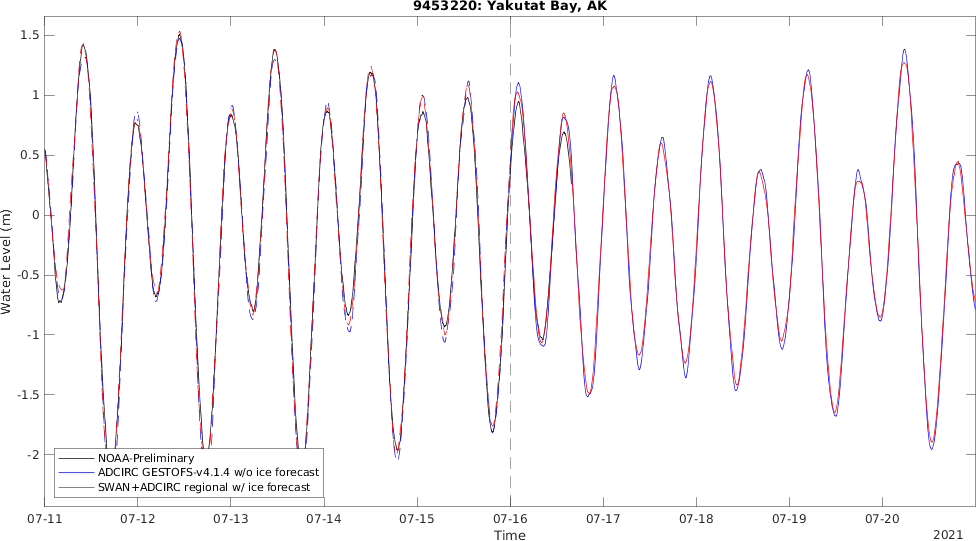 9453220: Yakutat Bay, AK
Water Level (m)
1.5
1
0.5
0
-0.5
-1
-1.5
-2
NOAA-Preliminary
ADCIRC GESTOFS-v4.1.4 w/o ice forecast
SWAN+ADCIRC regional w/ ice forecast
07-11 07-12 07-13 07-14 07-15 07-16 07-17 07-18 07-19 07-20
Time
2021